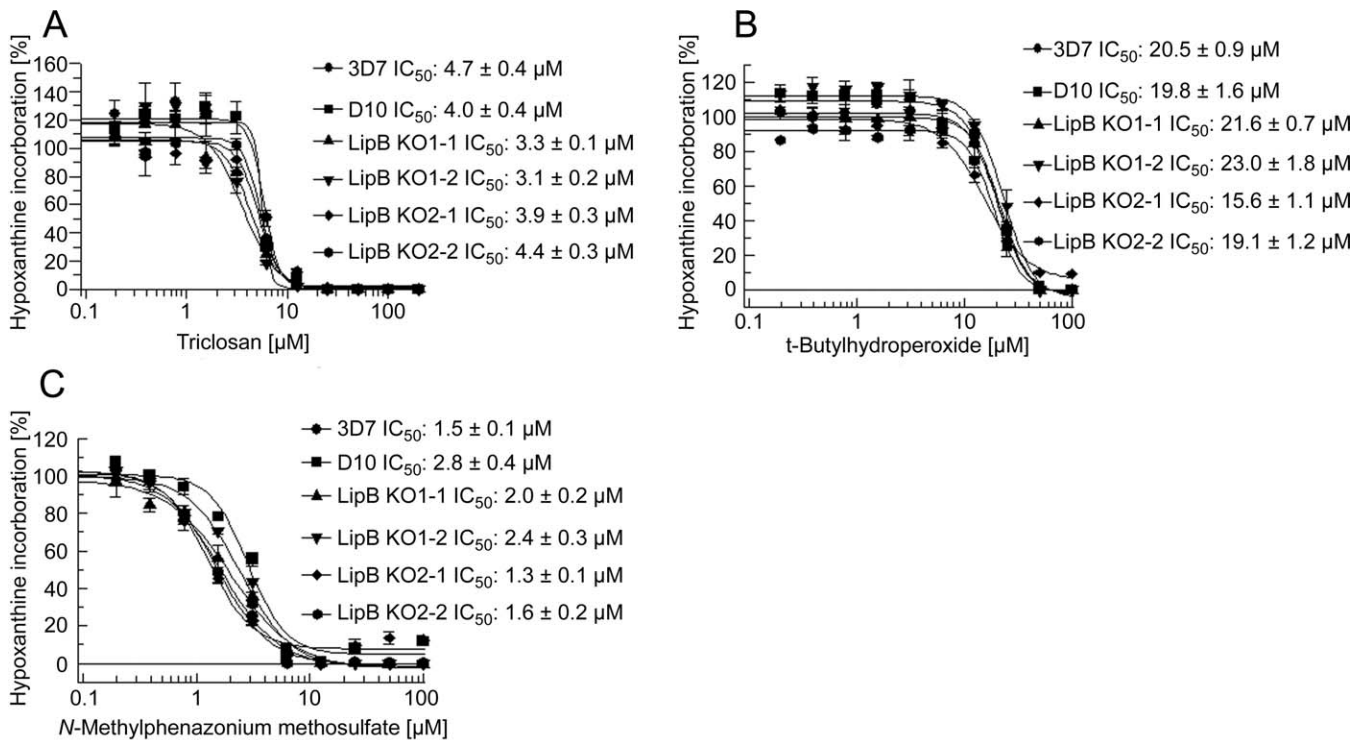 A
Hypoxanthine incorboration [%]
160
140
120
100
80
60
40
20
0
0.1 1 10 100
Triclosan [µM]
3D7 IC50: 4.7 ± 0.4 µM
D10 IC50: 4.0 ± 0.4 µM
LipB KO1-1 IC50: 3.3 ± 0.1 µM
LipB KO1-2 IC50: 3.1 ± 0.2 µM
LipB KO2-1 IC50: 3.9 ± 0.3 µM
LipB KO2-2 IC50: 4.4 ± 0.3 µM
B
Hypoxanthine incorboration [%]
120
100
80
60
40
20
0
0.1 1 10 100
t-Butylhydroperoxide [µM]
3D7 IC50: 20.5 ± 0.9 µM
D10 IC50: 19.8 ± 1.6 µM
LipB KO1-1 IC50: 21.6 ± 0.7 µM
LipB KO1-2 IC50: 23.0 ± 1.8 µM
LipB KO2-1 IC50: 15.6 ± 1.1 µM
LipB KO2-2 IC50: 19.1 ± 1.2 µM
C
Hypoxanthine incorboration [%]
120
100
80
60
40
20
0
0.1 1 10 100
N-Methylphenazonium methosulfate [µM]
3D7 IC50: 1.5 ± 0.1 µM
D10 IC50: 2.8 ± 0.4 µM
LipB KO1-1 IC50: 2.0 ± 0.2 µM
LipB KO1-2 IC50: 2.4 ± 0.3 µM
LipB KO2-1 IC50: 1.3 ± 0.1 µM
LipB KO2-2 IC50: 1.6 ± 0.2 µM